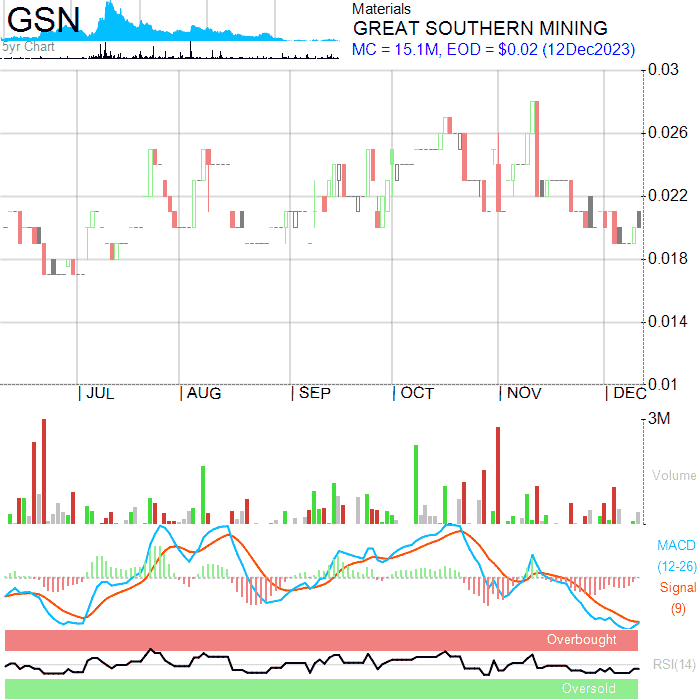 GSN
5yr Chart
Materials
GREAT SOUTHERN MINING
MC = 15.1M, EOD = $0.02 (12Dec2023)
0.03
0.026
0.022
0.018
0.014
0.01
| JUL | AUG | SEP | OCT | NOV | DEC
3M
Volume
MACD
(12-26)
Signal
(9)
Overbought
RSI(14)
Oversold